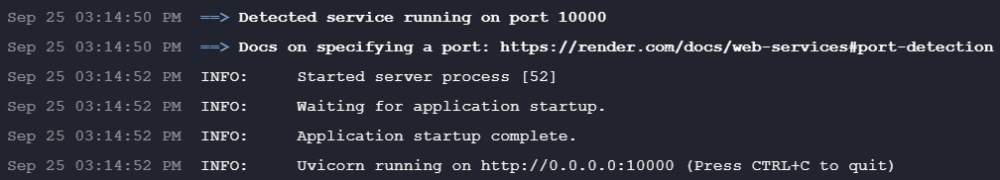 Sep 25 03:14:50 PM ==> Detected service running on port 10000
Sep 25 03:14:50 PM ==> Docs on specifying a port: https://render.com/docs/web-services#port-detection
Sep 25 03:14:52 PM INFO: Started server process [52]
Sep 25 03:14:52 PM INFO: Waiting for application startup.
Sep 25 03:14:52 PM INFO: Application startup complete.
Sep 25 03:14:52 PM INFO: Uvicorn running on http://0.0.0.0:10000 (Press CTRL+C to quit)